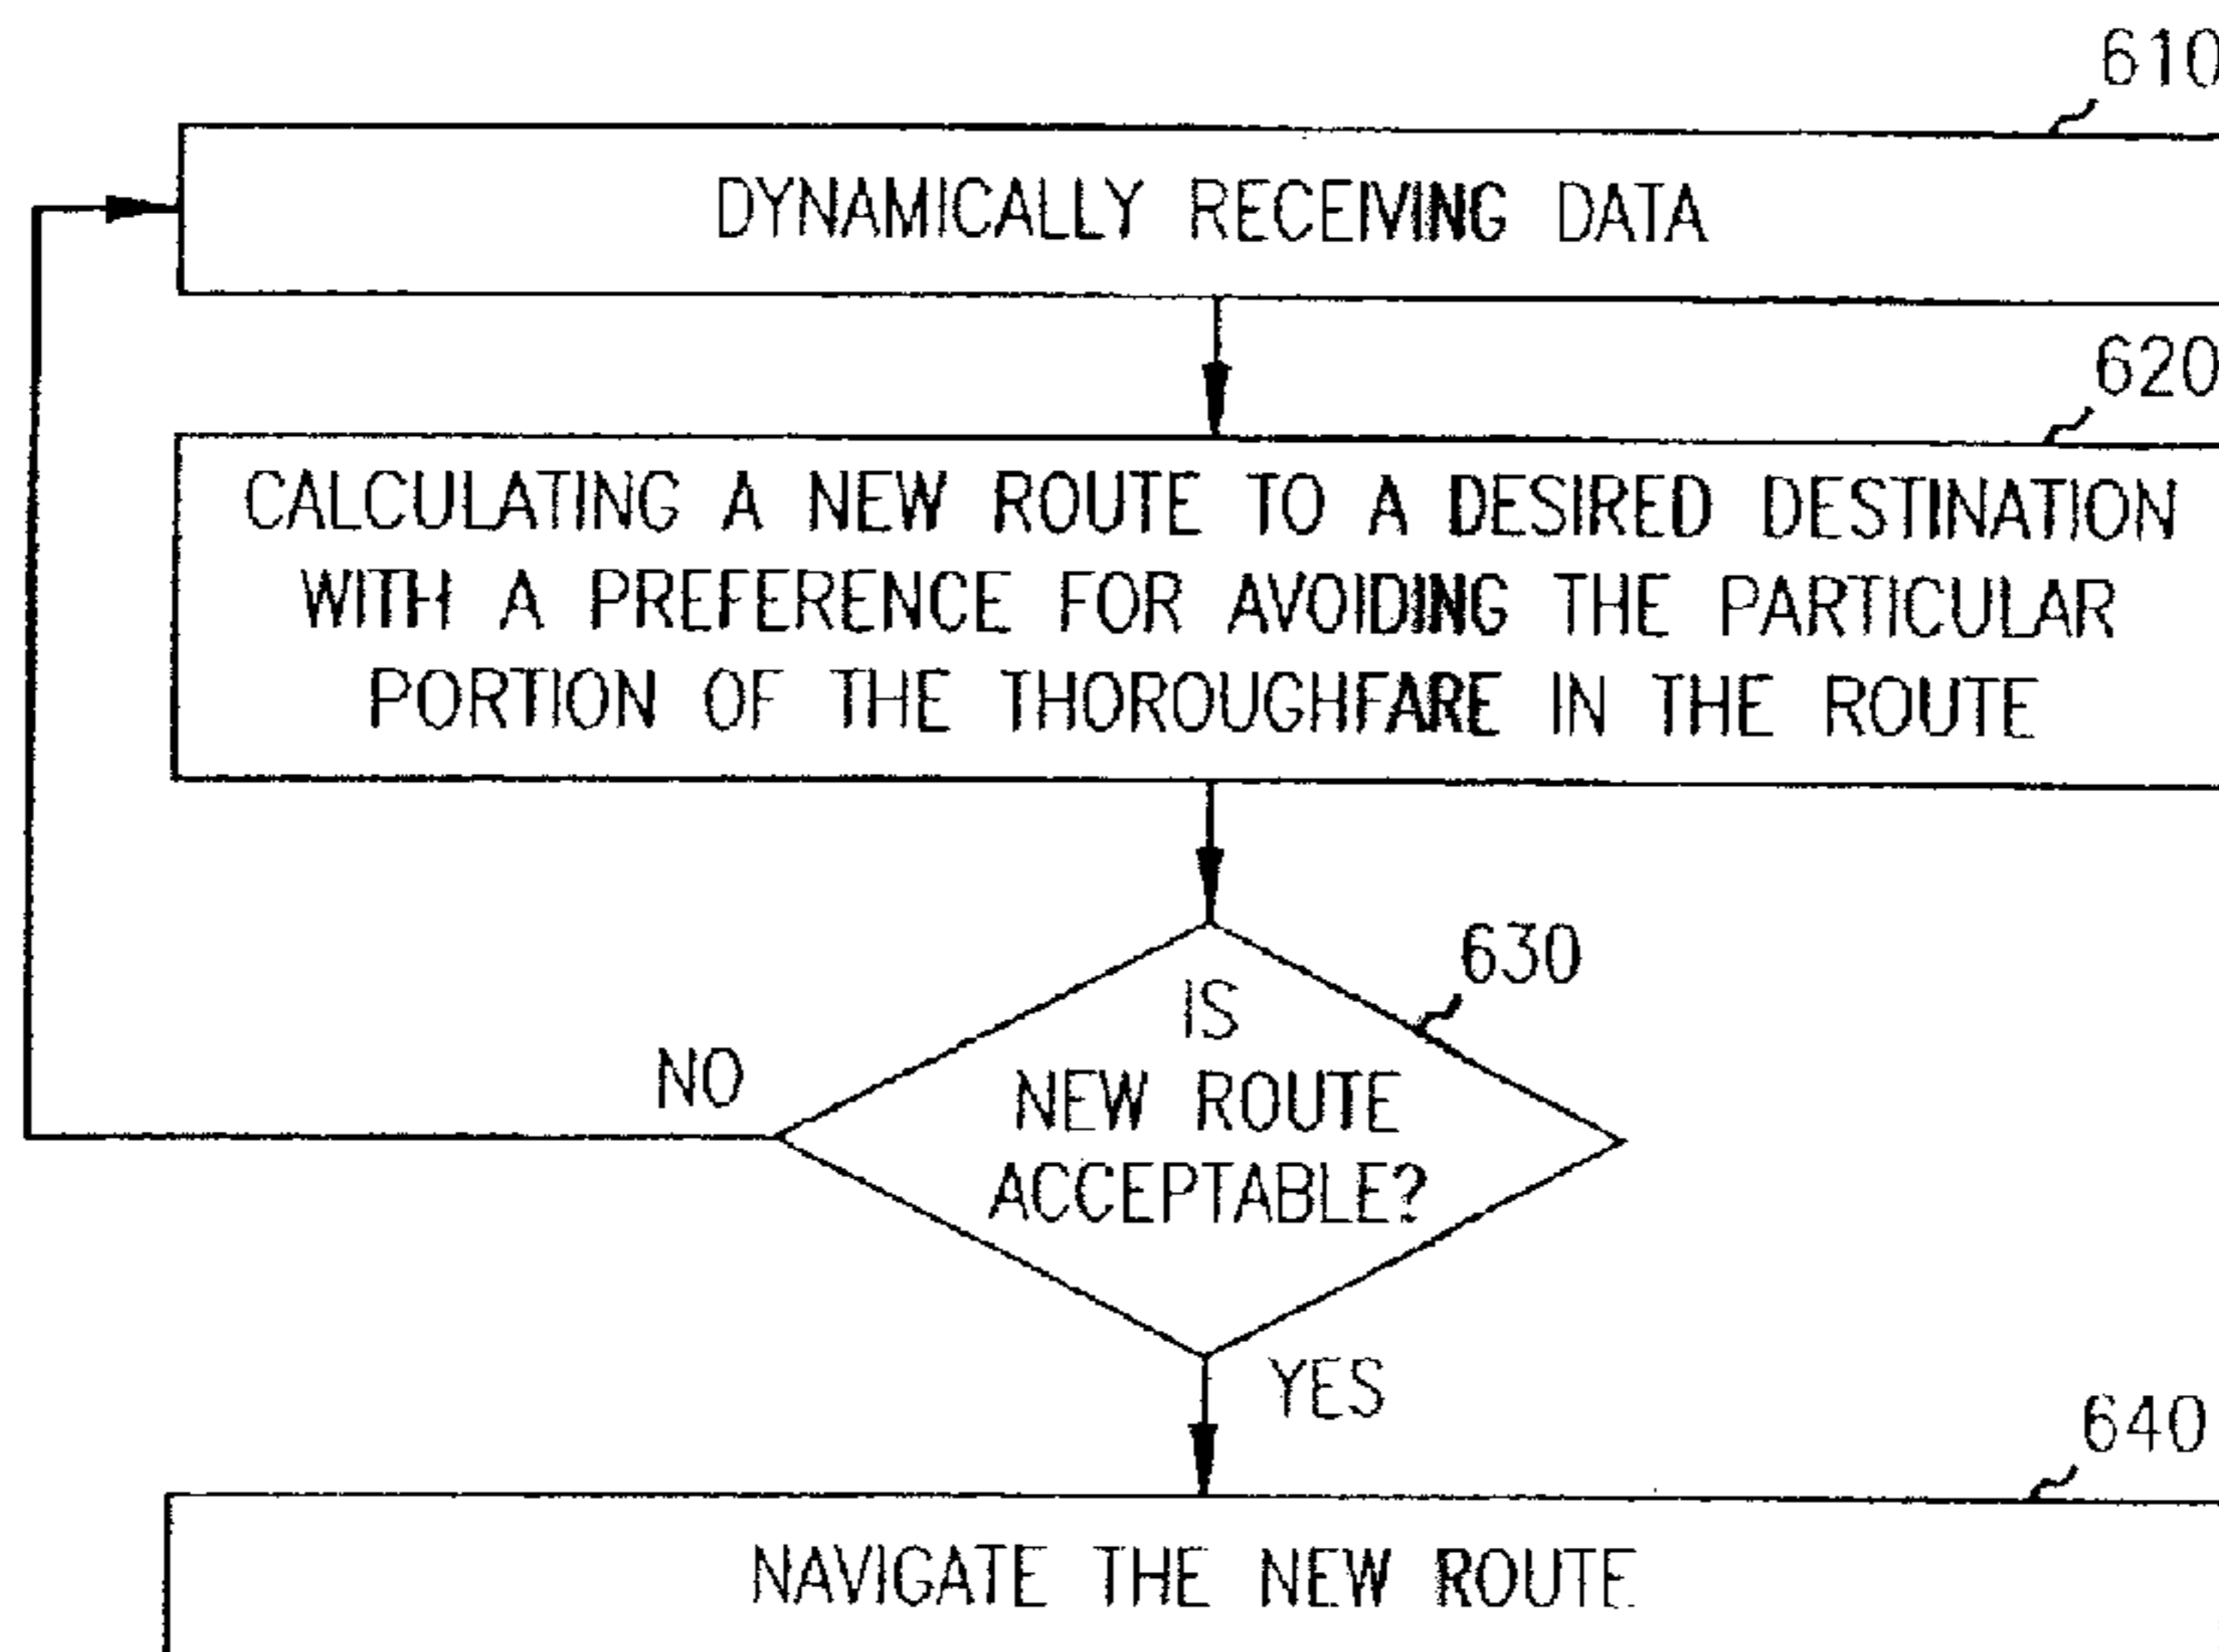 610
DYNAMICALLY RECEIVING DATA
620
CALCULATING A NEW ROUTE TO A DESIRED DESTINATION
WITH A PREFERENCE FOR AVOIDING THE PARTICULAR
PORTION OF THE THOROUGHFARE IN THE ROUTE
630
IS
NEW ROUTE
ACCEPTABLE?
NO
YES
640
NAVIGATE THE NEW ROUTE